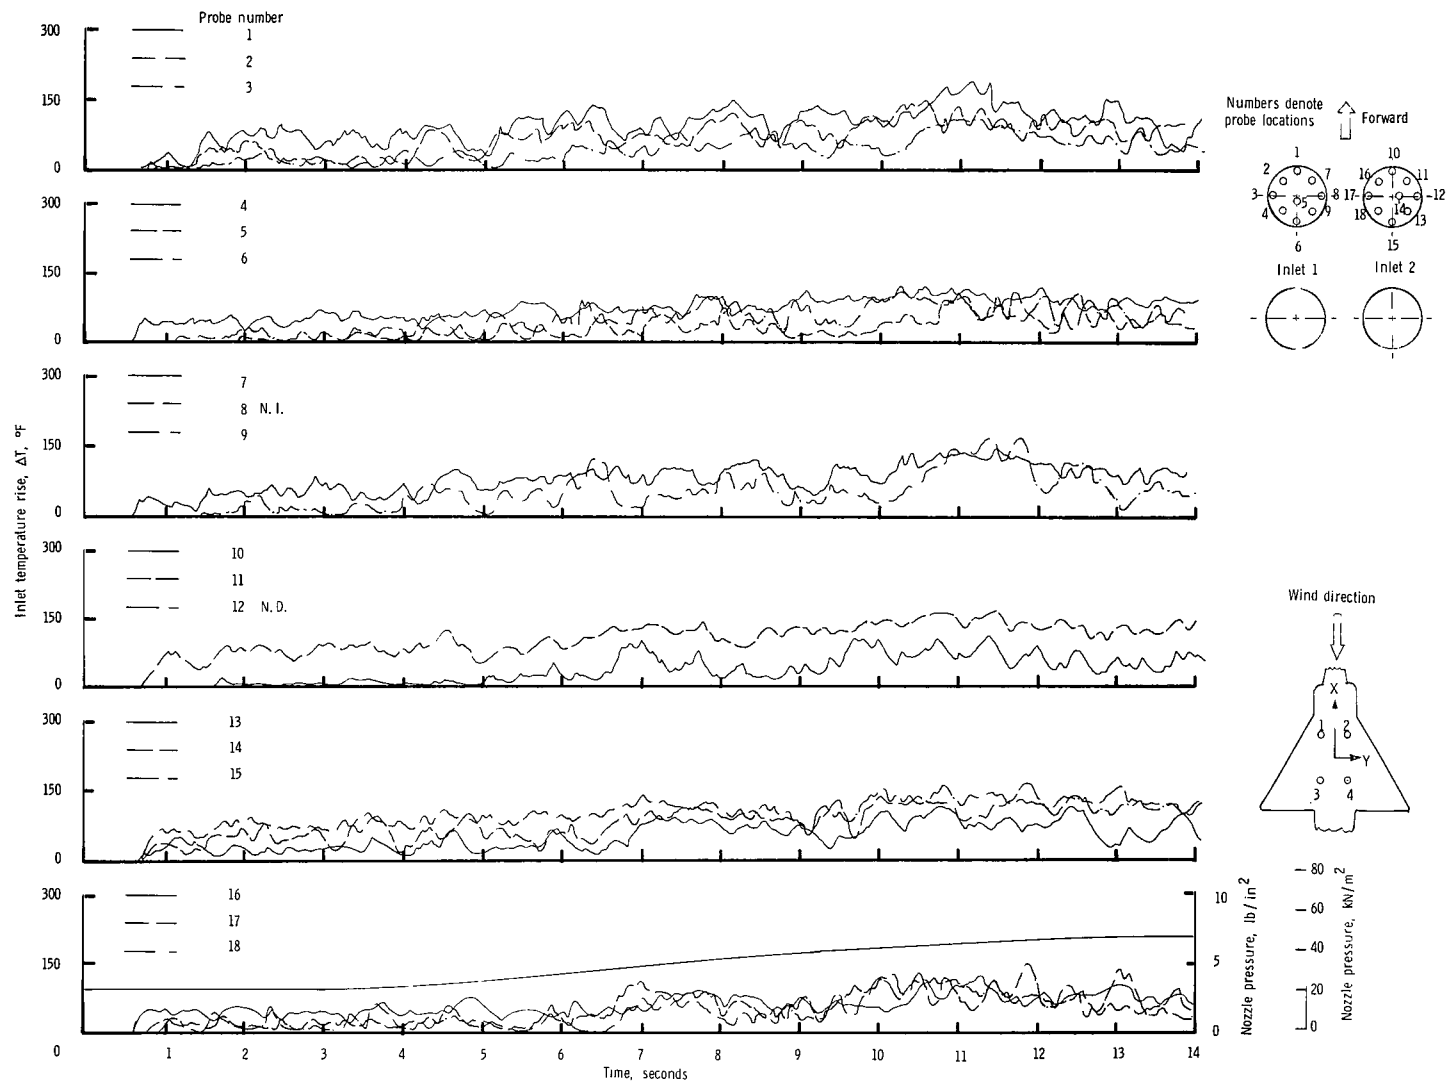 Probe number
300
1
2
3
150
0
300
4
5
6
150
0
300
7
8 N.I.
9
150
0
300
10
11
12 N.D.
150
0
300
13
14
15
150
0
300
16
17
18
150
0
Inlet temperature rise, ΔT, °F
1 2 3 4 5 6 7 8 9 10 11 12 13 14
Time, seconds
10
5
0
Nozzle pressure, lb/in2
80
60
40
20
0
Nozzle pressure, kN/m2
Numbers denote
probe locations
Forward
1 10
2 7 16 11
3 5 8 17 14 12
4 9 18 13
6 15
Inlet 1 Inlet 2
Wind direction
X
1 2
Y
3 4